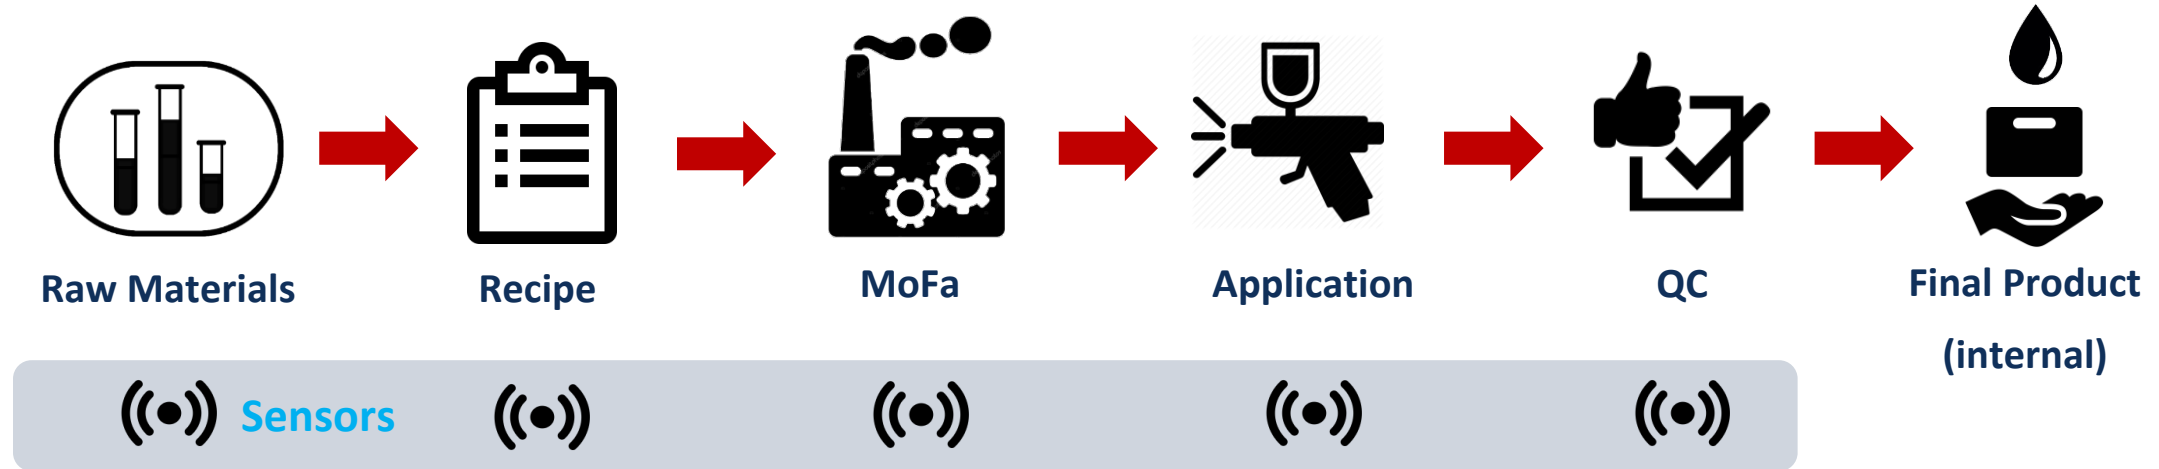 Raw Materials
Recipe
MoFa
Application
QC
Final Product
(internal)
Sensors